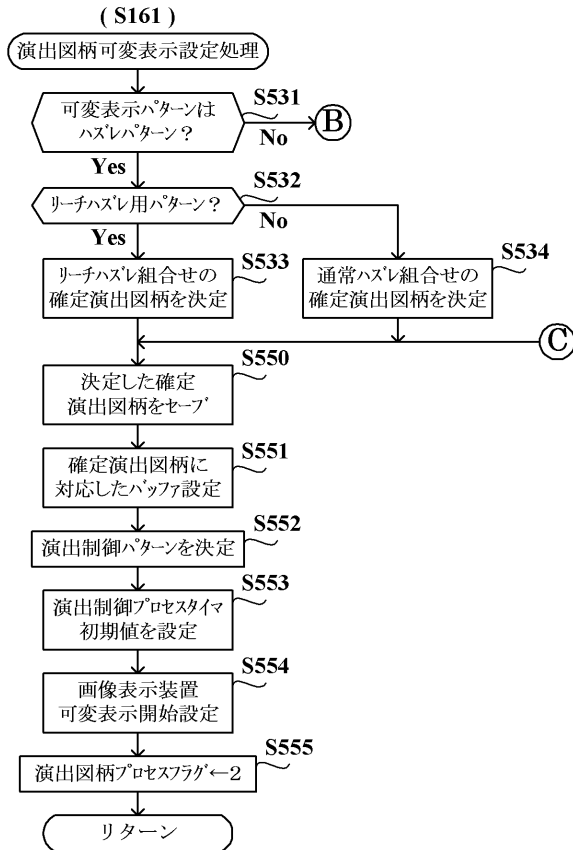 ( S161 )
演出図柄可変表示設定処理
S531
可変表示パターンは
ハズレパターン？
B
No
Yes
S532
リーチハズレ用パターン？
No
Yes
S533
リーチハズレ組合せの
確定演出図柄を決定
S534
通常ハズレ組合せの
確定演出図柄を決定
C
S550
決定した確定
演出図柄をセーブ
S551
確定演出図柄に
対応したバッファ設定
S552
演出制御パターンを決定
S553
演出制御プロセスタイマ
初期値を設定
S554
画像表示装置
可変表示開始設定
S555
演出図柄プロセスフラグ←2
リターン